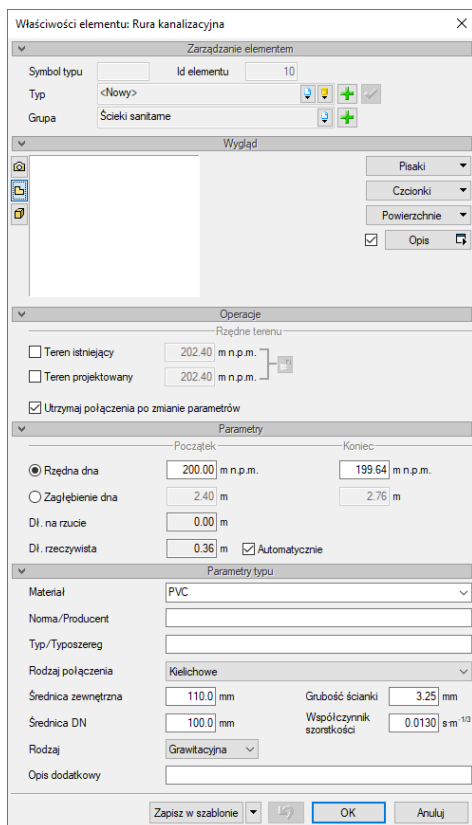 Właściwości elementu: Rura kanalizacyjna
Zarządzanie elementem
Symbol typu Id elementu 10
Typ <Nowy>
Grupa Ścieki sanitarne
Wygląd
Pisaki
Czcionki
Powierzchnie
Opis
Operacje
Rzędne terenu
Teren istniejący 202.40 m n.p.m.
Teren projektowany 202.40 m n.p.m.
Utrzymaj połączenia po zmianie parametrów
Parametry
Początek Koniec
Rzędna dna 200.00 m n.p.m. 199.64 m n.p.m.
Zagłębienie dna 2.40 m 2.76 m
Dł. na rzucie 0.00 m
Dł. rzeczywista 0.36 m Automatycznie
Parametry typu
Materiał PVC
Norma/Producent
Typ/Typoszereg
Rodzaj połączenia Kielichowe
Średnica zewnętrzna 110.0 mm Grubość ścianki 3.25 mm
Średnica DN 100.0 mm Współczynnik szorstkości 0.0130 s·m⁻¹/³
Rodzaj Grawitacyjna
Opis dodatkowy
Zapisz w szablonie OK Anuluj